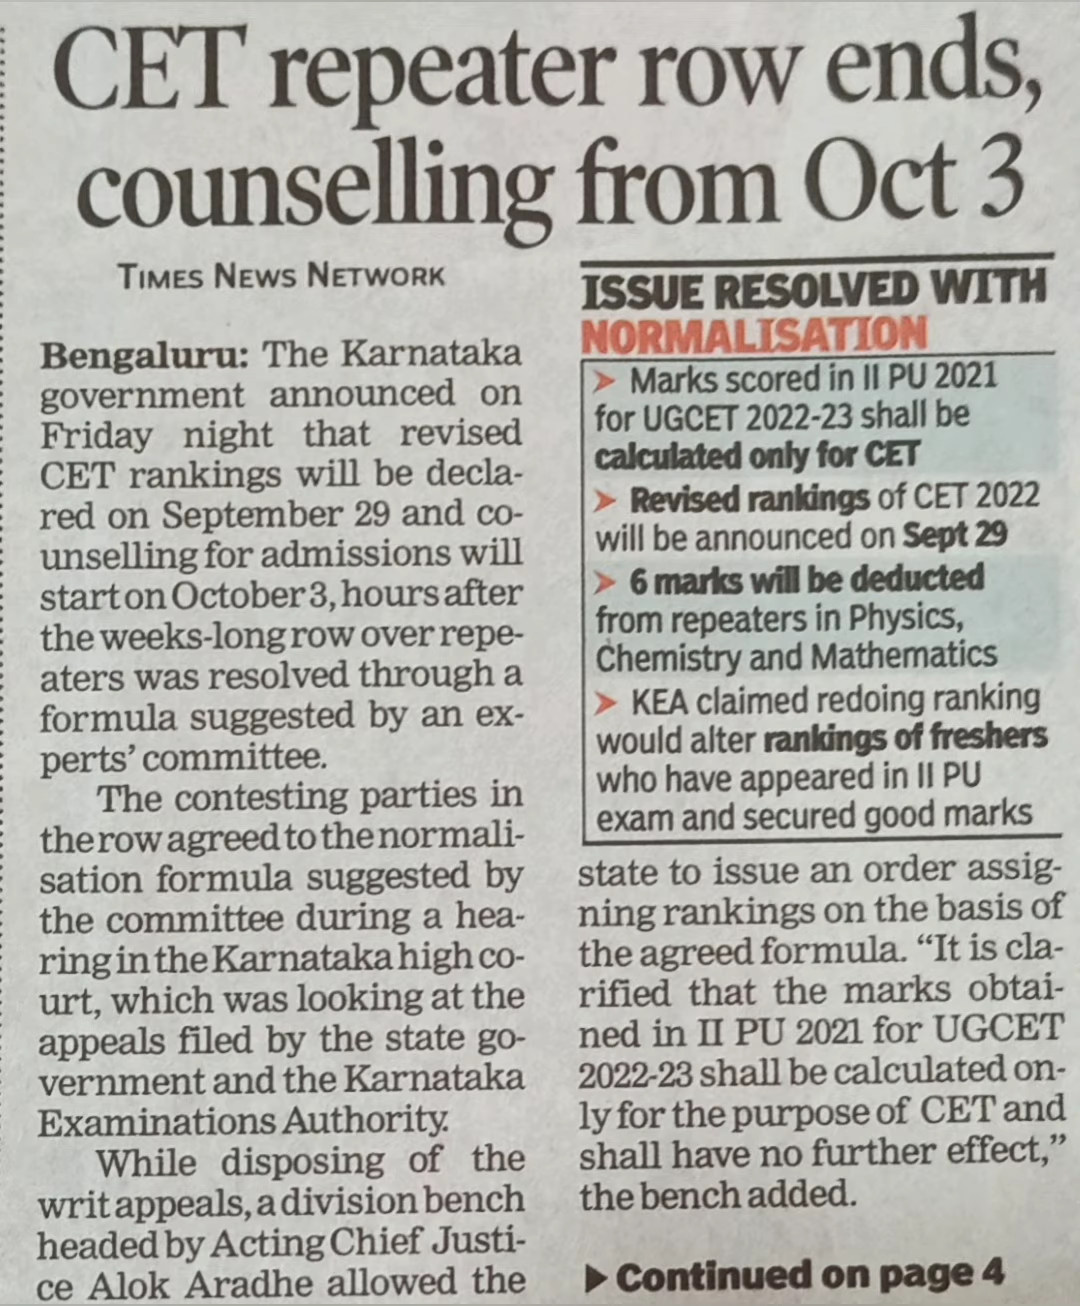 CET repeater row ends,
counselling from Oct 3
TIMES NEWS NETWORK
Bengaluru: The Karnataka
government announced on
Friday night that revised
CET rankings will be decla-
red on September 29 and co-
unselling for admissions will
start on October 3, hours after
the weeks-long row over repe-
aters was resolved through a
formula suggested by an ex-
perts' committee.
The contesting parties in
the row agreed to the normali-
sation formula suggested by
the committee during a hea-
ring in the Karnataka high co-
urt, which was looking at the
appeals filed by the state go-
vernment and the Karnataka
Examinations Authority.
While disposing of the
writ appeals, a division bench
headed by Acting Chief Justi-
ce Alok Aradhe allowed the
ISSUE RESOLVED WITH
NORMALISATION
➤ Marks scored in II PU 2021
for UGCET 2022-23 shall be
calculated only for CET
➤ Revised rankings of CET 2022
will be announced on Sept 29
➤ 6 marks will be deducted
from repeaters in Physics,
Chemistry and Mathematics
➤ KEA claimed redoing ranking
would alter rankings of freshers
who have appeared in II PU
exam and secured good marks
state to issue an order assig-
ning rankings on the basis of
the agreed formula. "It is cla-
rified that the marks obtai-
ned in II PU 2021 for UGCET
2022-23 shall be calculated on-
ly for the purpose of CET and
shall have no further effect,"
the bench added.
▶ Continued on page 4